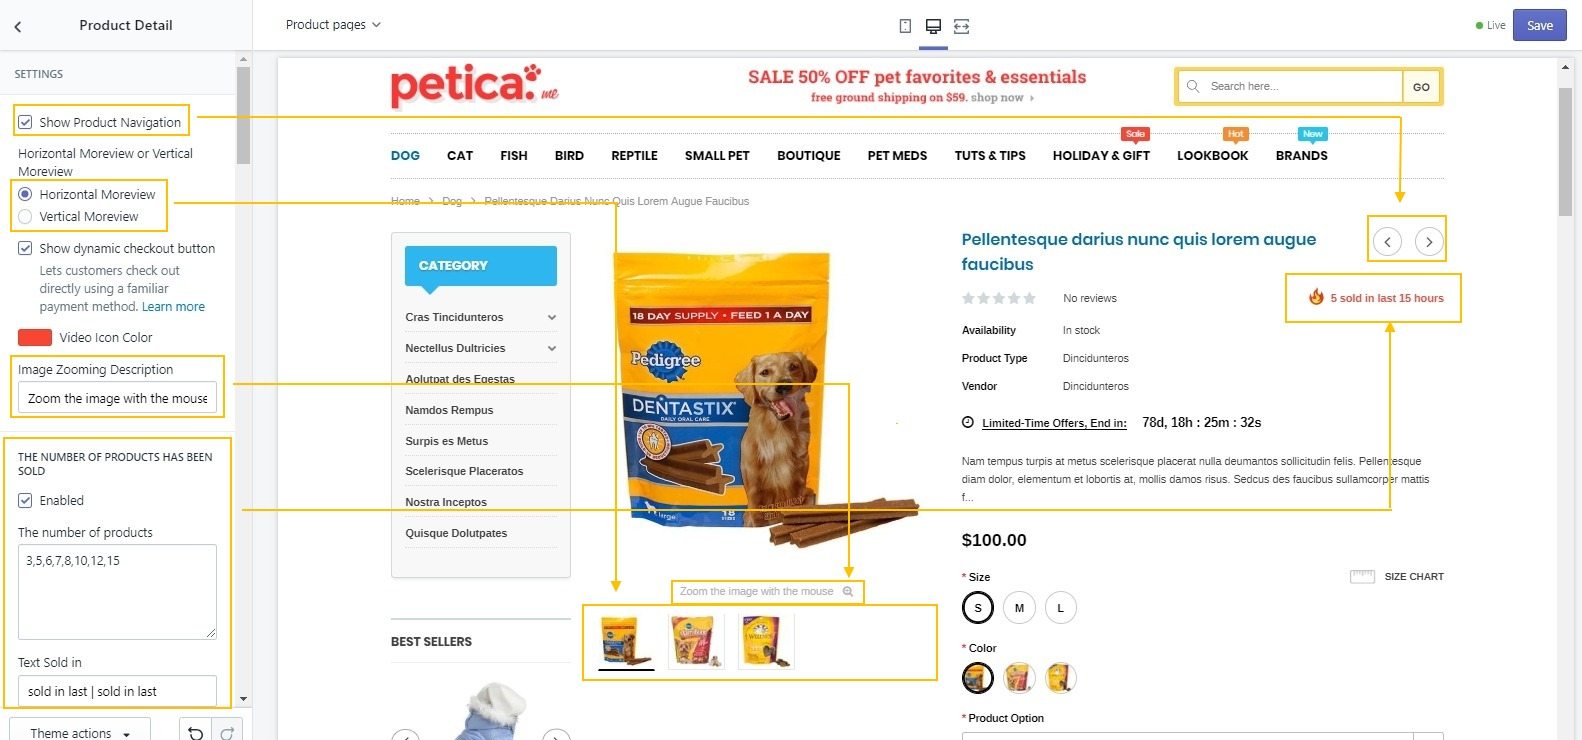 Product Detail
Product pages
Live
Save
SETTINGS
Show Product Navigation
Horizontal Moreview or Vertical
Moreview
Horizontal Moreview
Vertical Moreview
Show dynamic checkout button
Lets customers check out
directly using a familiar
payment method. Learn more
Video Icon Color
Image Zooming Description
Zoom the image with the mouse
THE NUMBER OF PRODUCTS HAS BEEN
SOLD
Enabled
The number of products
3,5,6,7,8,10,12,15
Text Sold in
sold in last | sold in last
Theme actions
petica. me
SALE 50% OFF pet favorites & essentials
free ground shipping on $59. shop now
Search here...
GO
Sale
Hot
New
DOG
CAT
FISH
BIRD
REPTILE
SMALL PET
BOUTIQUE
PET MEDS
TUTS & TIPS
HOLIDAY & GIFT
LOOKBOOK
BRANDS
Home > Dog > Pellentesque Darius Nunc Quis Lorem Augue Faucibus
CATEGORY
Cras Tincidunteros
Nectellus Dultricies
Aolutpat des Egestas
Namdos Rempus
Surpis es Metus
Scelerisque Placeratos
Nostra Inceptos
Quisque Dolutpates
BEST SELLERS
18 DAY SUPPLY • FEED 1 A DAY
Pedigree
DENTASTIX
DAILY ORAL CARE
large
18
Zoom the image with the mouse
Pellentesque darius nunc quis lorem augue
faucibus
No reviews
5 sold in last 15 hours
Availability
In stock
Product Type
Dincidunteros
Vendor
Dincidunteros
Limited-Time Offers, End in:
78d, 18h : 25m : 32s
Nam tempus turpis at metus scelerisque placerat nulla deumantos sollicitudin felis. Pellentesque
diam dolor, elementum et lobortis at, mollis damos risus. Sedcus des faucibus sullamcorper mattis
f...
$100.00
* Size
SIZE CHART
S
M
L
* Color
* Product Option